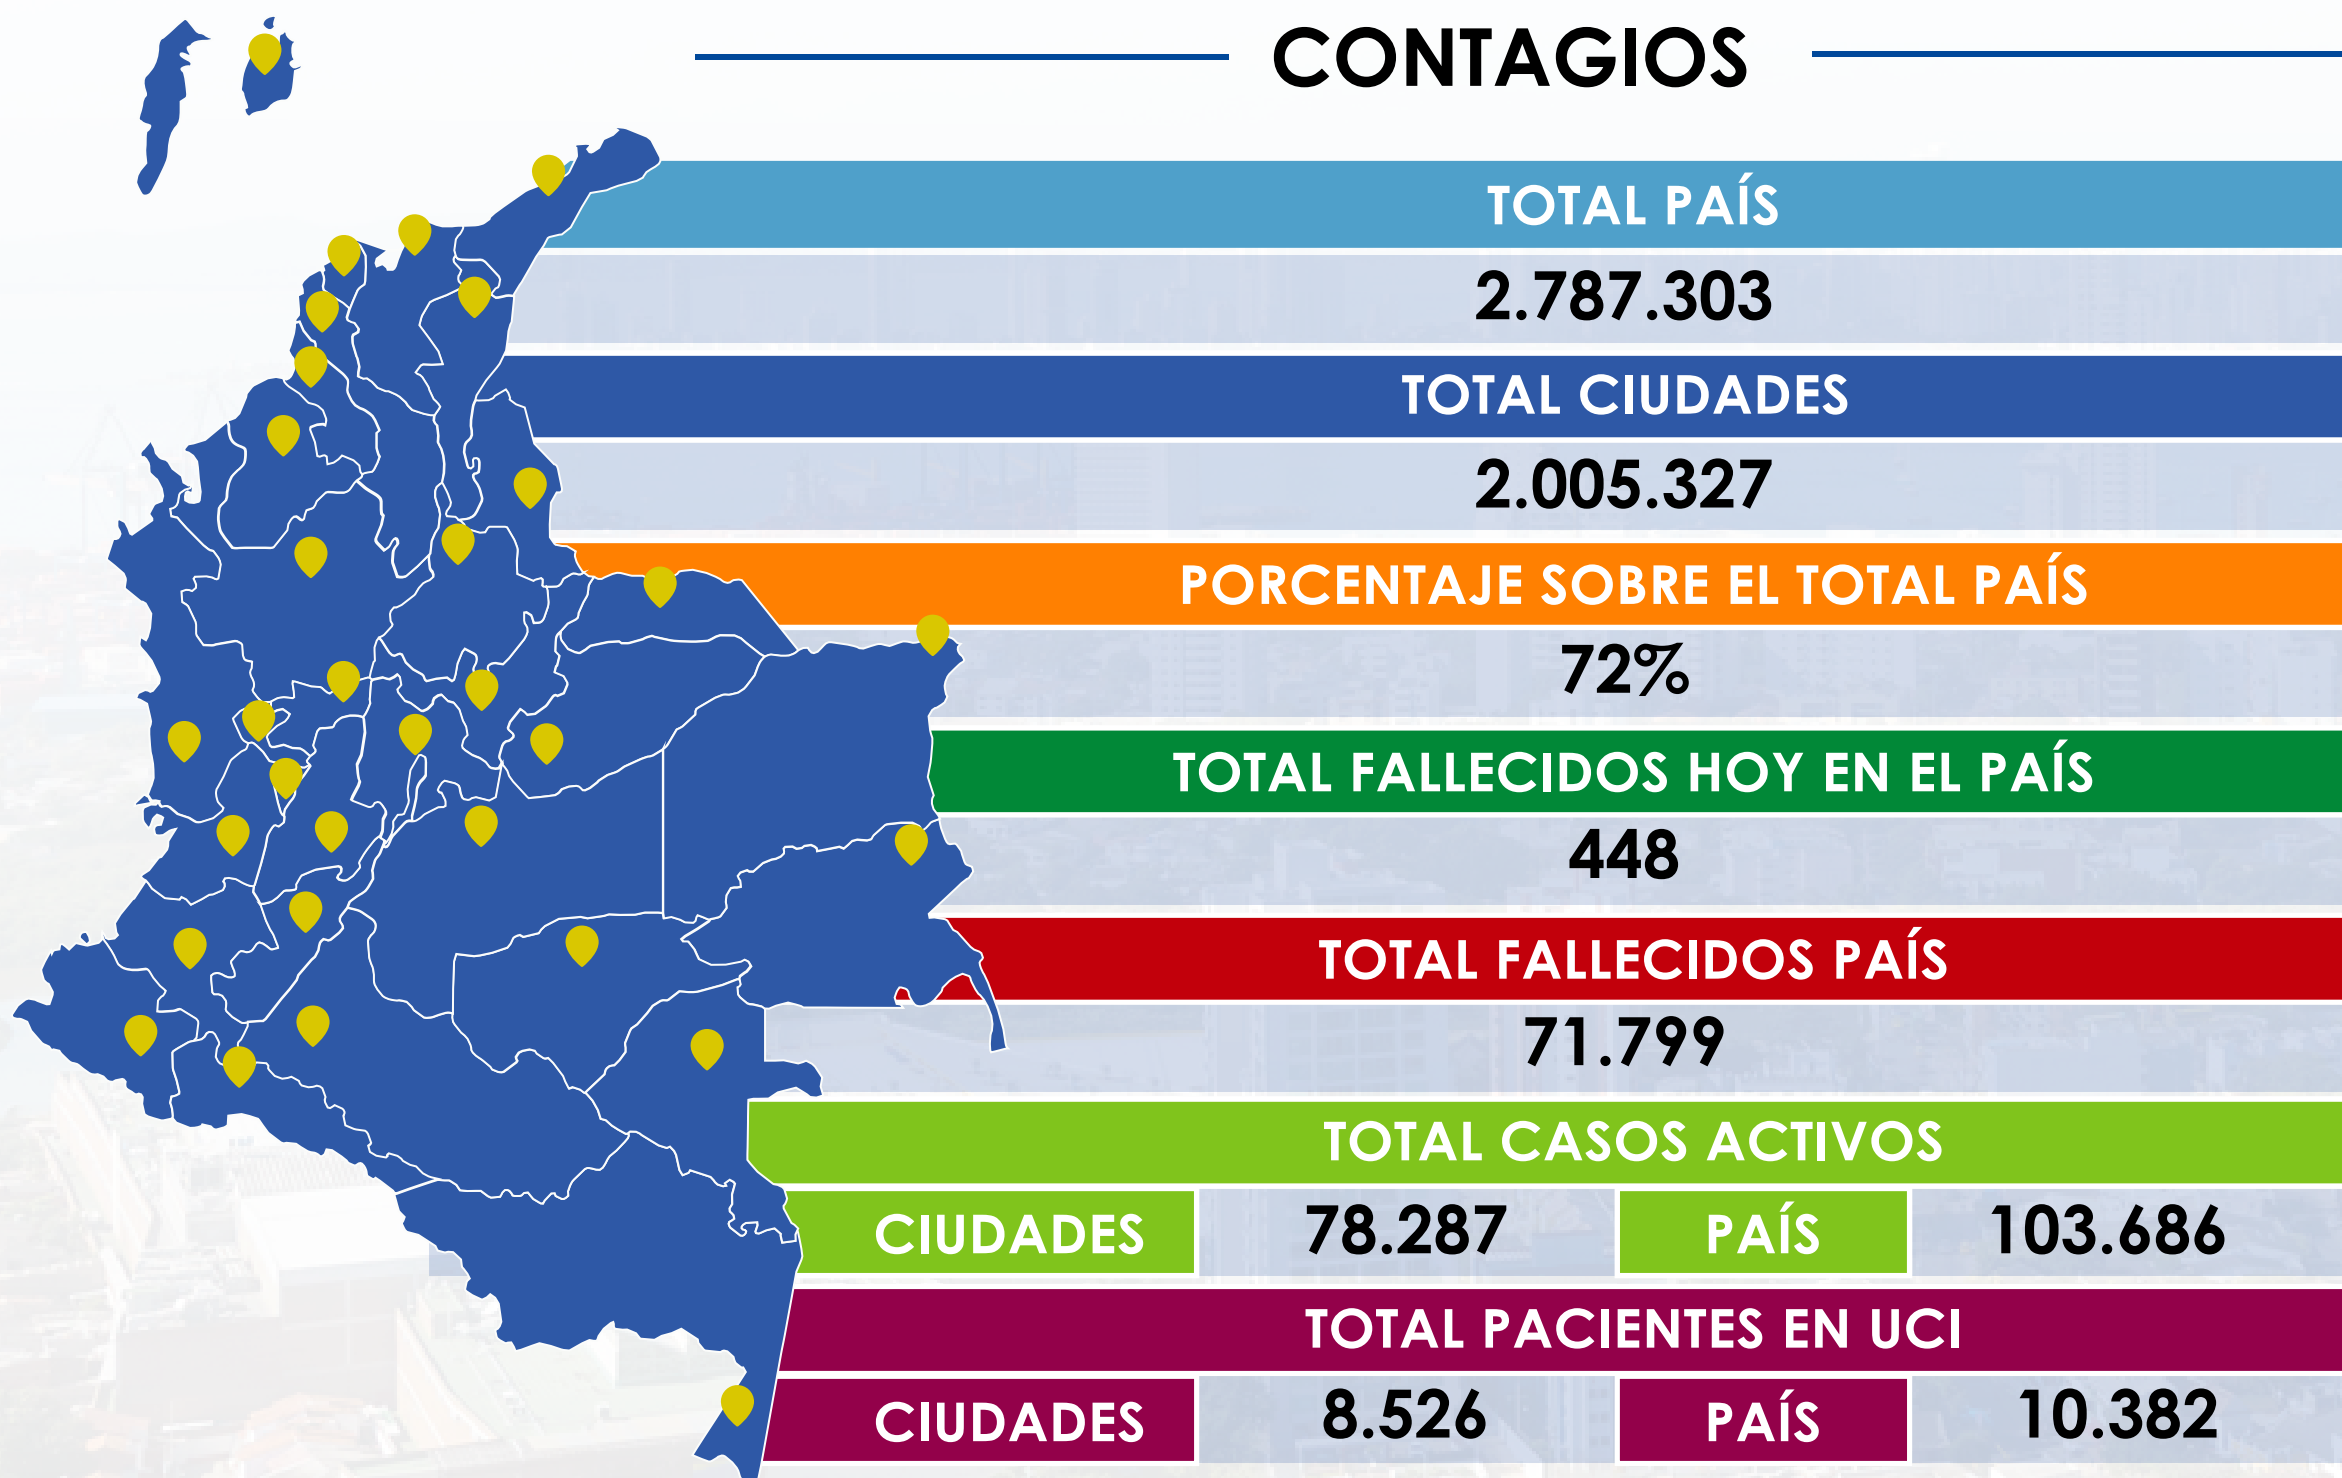 CONTAGIOS
TOTAL PAÍS
2.787.303
TOTAL CIUDADES
2.005.327
PORCENTAJE SOBRE EL TOTAL PAÍS
72%
TOTAL FALLECIDOS HOY EN EL PAÍS
448
TOTAL FALLECIDOS PAÍS
71.799
TOTAL CASOS ACTIVOS
CIUDADES 78.287 PAÍS 103.686
TOTAL PACIENTES EN UCI
CIUDADES 8.526 PAÍS 10.382